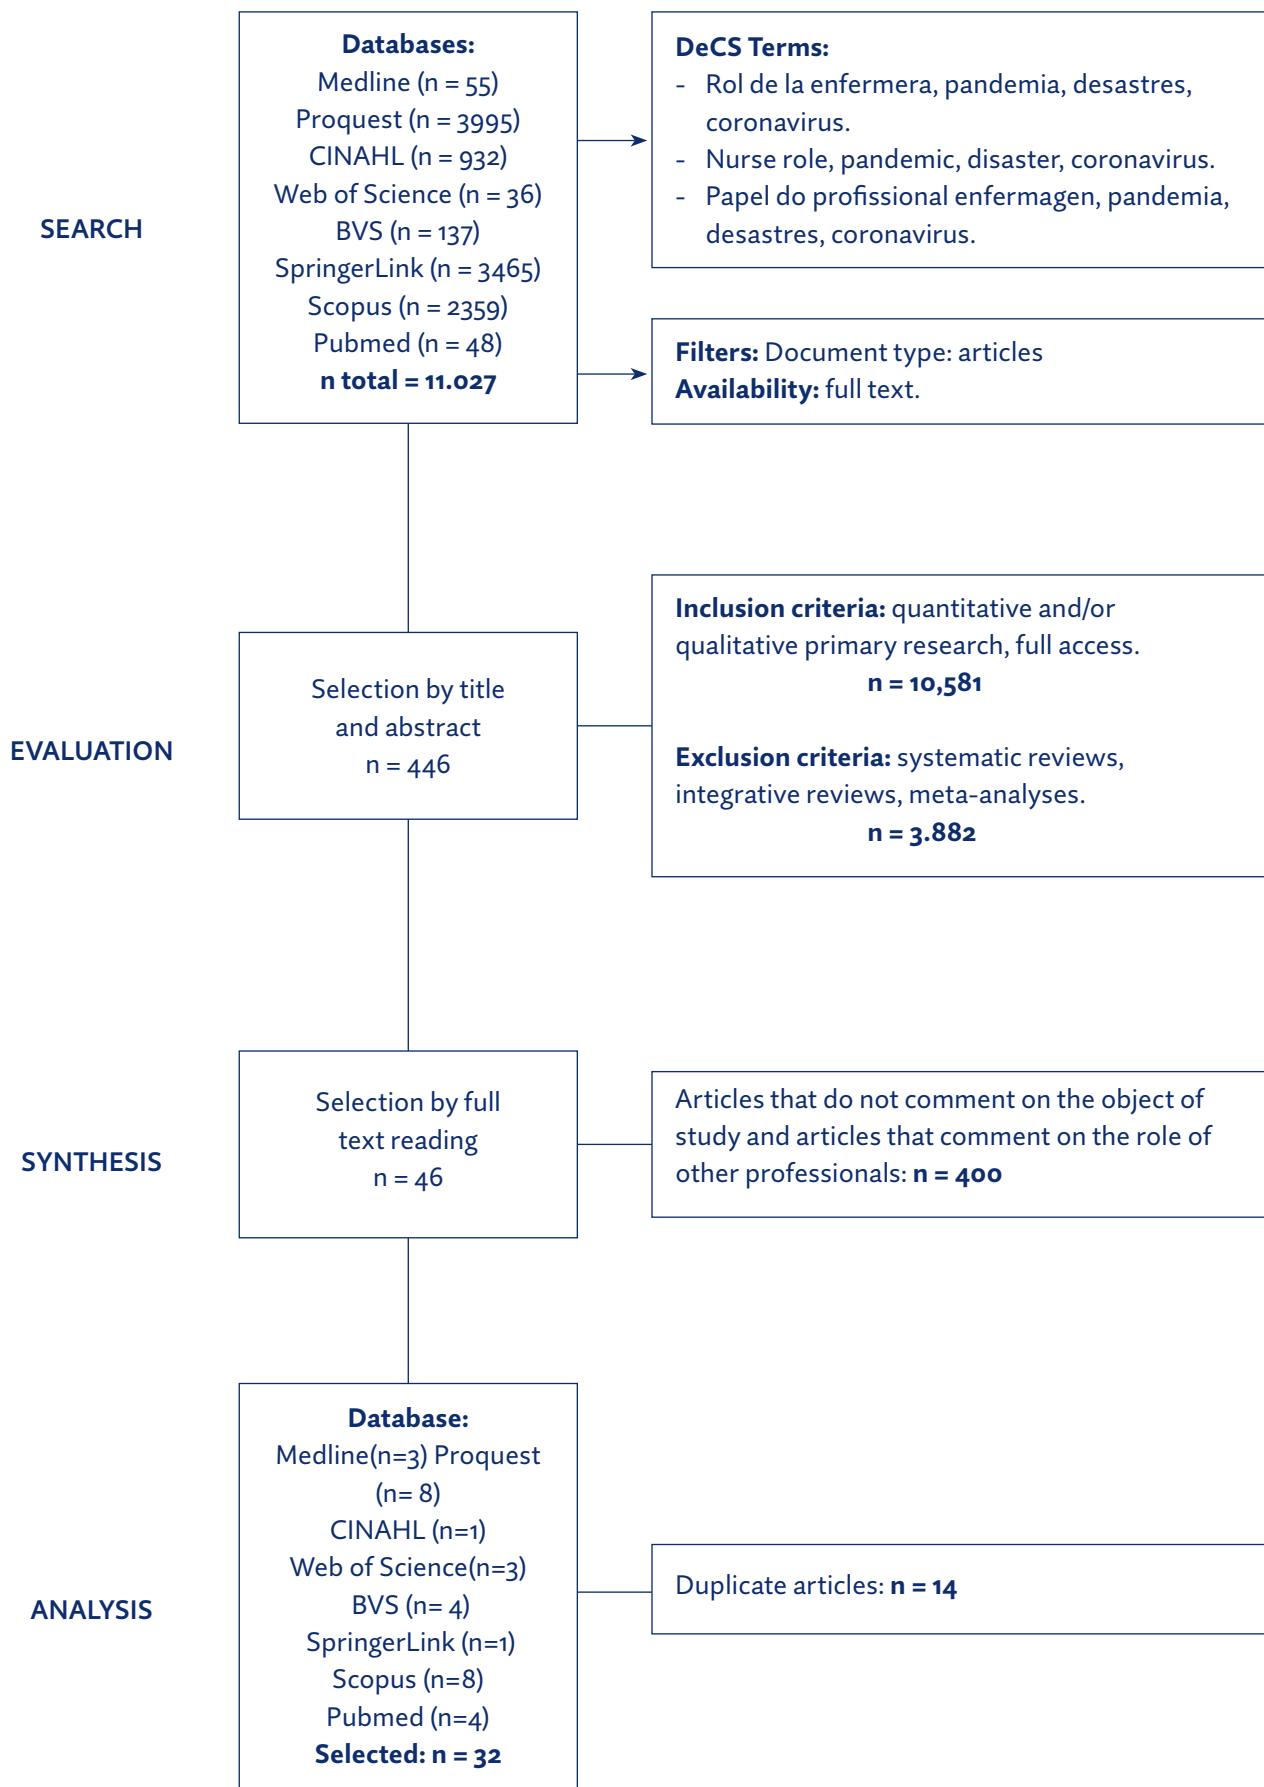 SEARCH
Databases:
Medline (n = 55)
Proquest (n = 3995)
CINAHL (n = 932)
Web of Science (n = 36)
BVS (n = 137)
SpringerLink (n = 3465)
Scopus (n = 2359)
Pubmed (n = 48)
n total = 11.027
DeCS Terms:
- Rol de la enfermera, pandemia, desastres,
coronavirus.
- Nurse role, pandemic, disaster, coronavirus.
- Papel do profissional enfermagen, pandemia,
desastres, coronavirus.
Filters: Document type: articles
Availability: full text.
EVALUATION
Selection by title
and abstract
n = 446
Inclusion criteria: quantitative and/or
qualitative primary research, full access.
n = 10,581
Exclusion criteria: systematic reviews,
integrative reviews, meta-analyses.
n = 3.882
SYNTHESIS
Selection by full
text reading
n = 46
Articles that do not comment on the object of
study and articles that comment on the role of
other professionals: n = 400
ANALYSIS
Database:
Medline(n=3) Proquest
(n= 8)
CINAHL (n=1)
Web of Science(n=3)
BVS (n= 4)
SpringerLink (n=1)
Scopus (n=8)
Pubmed (n=4)
Selected: n = 32
Duplicate articles: n = 14